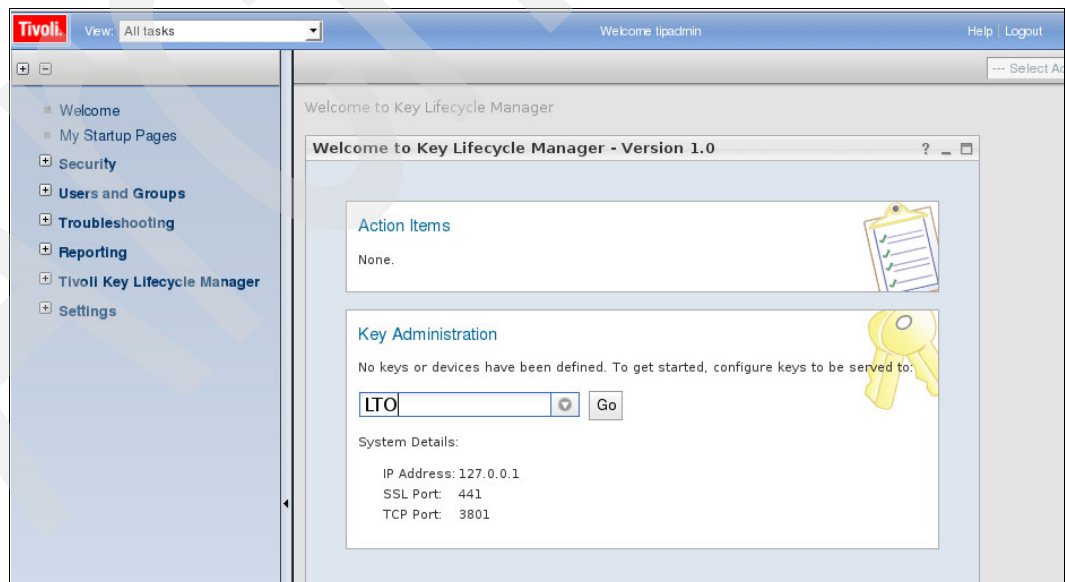 Tivoli. View: All tasks Welcome tipadmin Help | Logout
--- Select Ac
Welcome
My Startup Pages
Security
Users and Groups
Troubleshooting
Reporting
Tivoli Key Lifecycle Manager
Settings
Welcome to Key Lifecycle Manager
Welcome to Key Lifecycle Manager - Version 1.0
Action Items
None.
Key Administration
No keys or devices have been defined. To get started, configure keys to be served to:
LTO Go
System Details:
IP Address: 127.0.0.1
SSL Port: 441
TCP Port: 3801